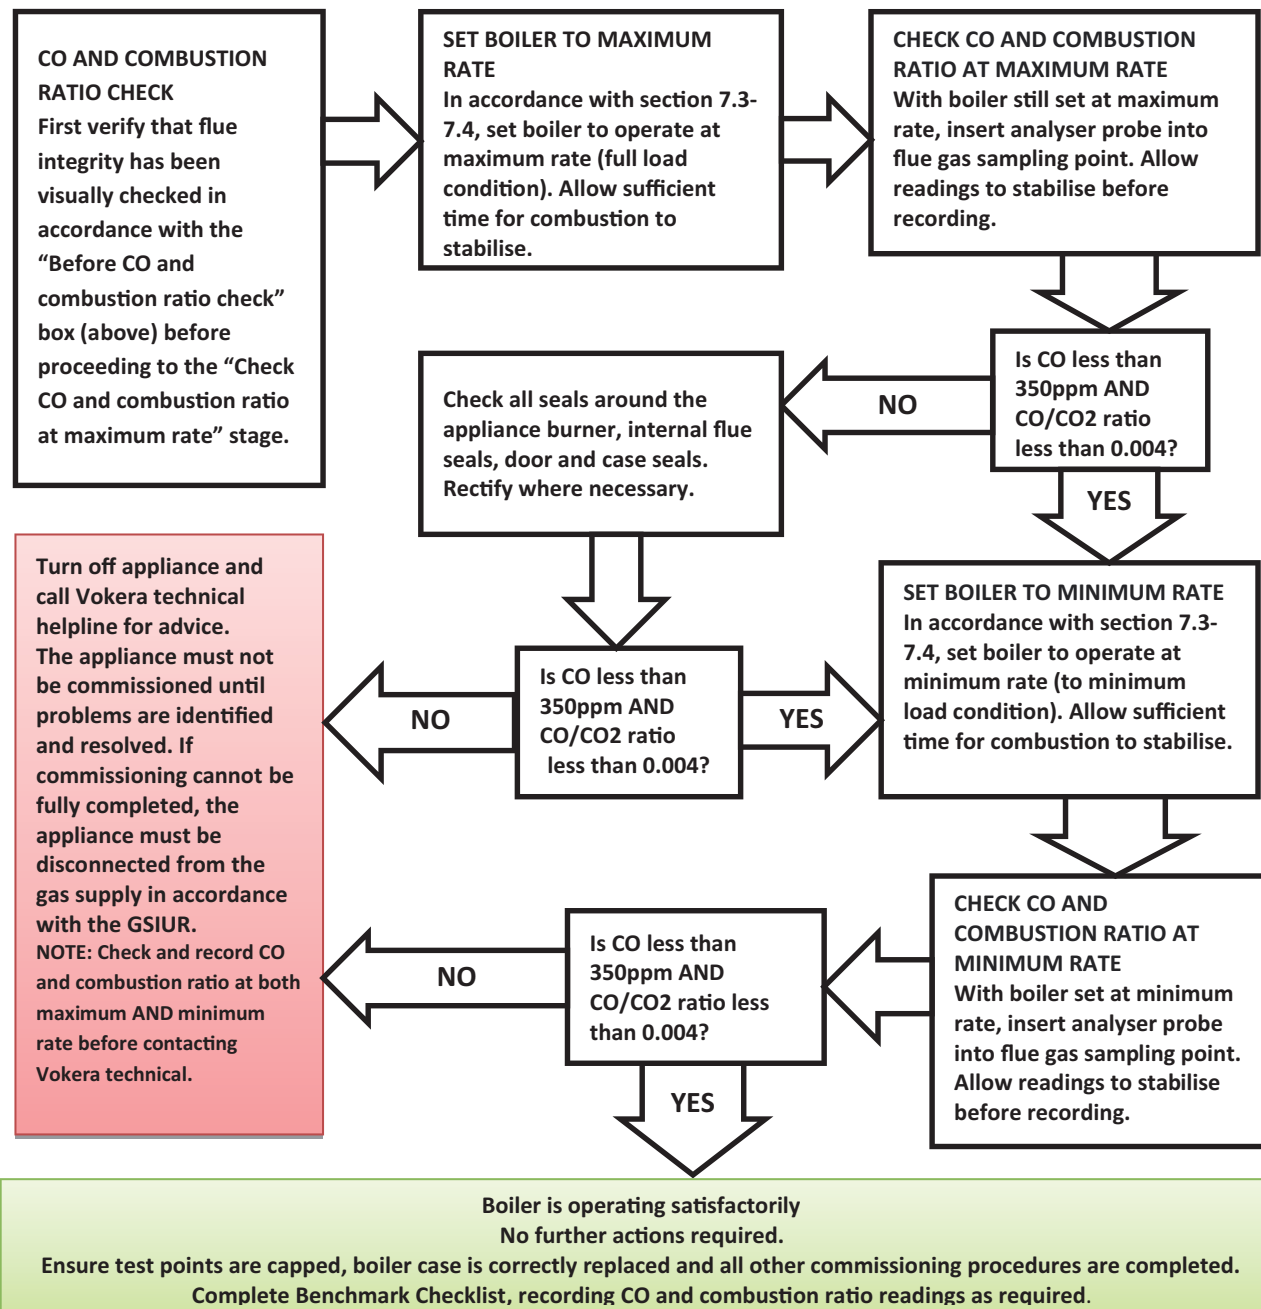 CO AND COMBUSTION
RATIO CHECK
First verify that flue
integrity has been
visually checked in
accordance with the
“Before CO and
combustion ratio check”
box (above) before
proceeding to the “Check
CO and combustion ratio
at maximum rate” stage.
SET BOILER TO MAXIMUM
RATE
In accordance with section 7.3-
7.4, set boiler to operate at
maximum rate (full load
condition). Allow sufficient
time for combustion to
stabilise.
CHECK CO AND COMBUSTION
RATIO AT MAXIMUM RATE
With boiler still set at maximum
rate, insert analyser probe into
flue gas sampling point. Allow
readings to stabilise before
recording.
Is CO less than
350ppm AND
CO/CO2 ratio
less than 0.004?
NO
YES
Check all seals around the
appliance burner, internal flue
seals, door and case seals.
Rectify where necessary.
Is CO less than
350ppm AND
CO/CO2 ratio
less than 0.004?
NO
YES
Turn off appliance and
call Vokera technical
helpline for advice.
The appliance must not
be commissioned until
problems are identified
and resolved. If
commissioning cannot be
fully completed, the
appliance must be
disconnected from the
gas supply in accordance
with the GSIUR.
NOTE: Check and record CO
and combustion ratio at both
maximum AND minimum
rate before contacting
Vokera technical.
SET BOILER TO MINIMUM RATE
In accordance with section 7.3-
7.4, set boiler to operate at
minimum rate (to minimum
load condition). Allow sufficient
time for combustion to stabilise.
CHECK CO AND
COMBUSTION RATIO AT
MINIMUM RATE
With boiler set at minimum
rate, insert analyser probe
into flue gas sampling point.
Allow readings to stabilise
before recording.
Is CO less than
350ppm AND
CO/CO2 ratio less
than 0.004?
NO
YES
Boiler is operating satisfactorily
No further actions required.
Ensure test points are capped, boiler case is correctly replaced and all other commissioning procedures are completed.
Complete Benchmark Checklist, recording CO and combustion ratio readings as required.